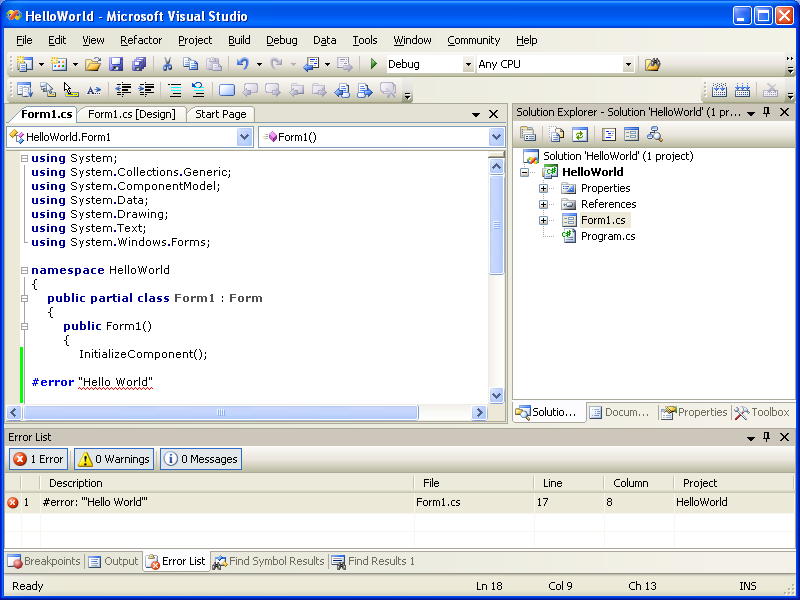 HelloWorld - Microsoft Visual Studio
File Edit View Refactor Project Build Debug Data Tools Window Community Help
Debug Any CPU
Form1.cs Form1.cs [Design] Start Page
HelloWorld.Form1 Form1()
using System;
using System.Collections.Generic;
using System.ComponentModel;
using System.Data;
using System.Drawing;
using System.Text;
using System.Windows.Forms;
namespace HelloWorld
{
public partial class Form1 : Form
{
public Form1()
{
InitializeComponent();
#error "Hello World"
Solution Explorer - Solution 'HelloWorld' (1 pr...
Solution 'HelloWorld' (1 project)
HelloWorld
Properties
References
Form1.cs
Program.cs
Solutio... Docum... Properties Toolbox
Error List
1 Error 0 Warnings 0 Messages
Description File Line Column Project
1 #error: '"Hello World"' Form1.cs 17 8 HelloWorld
Breakpoints Output Error List Find Symbol Results Find Results 1
Ready Ln 18 Col 9 Ch 13 INS